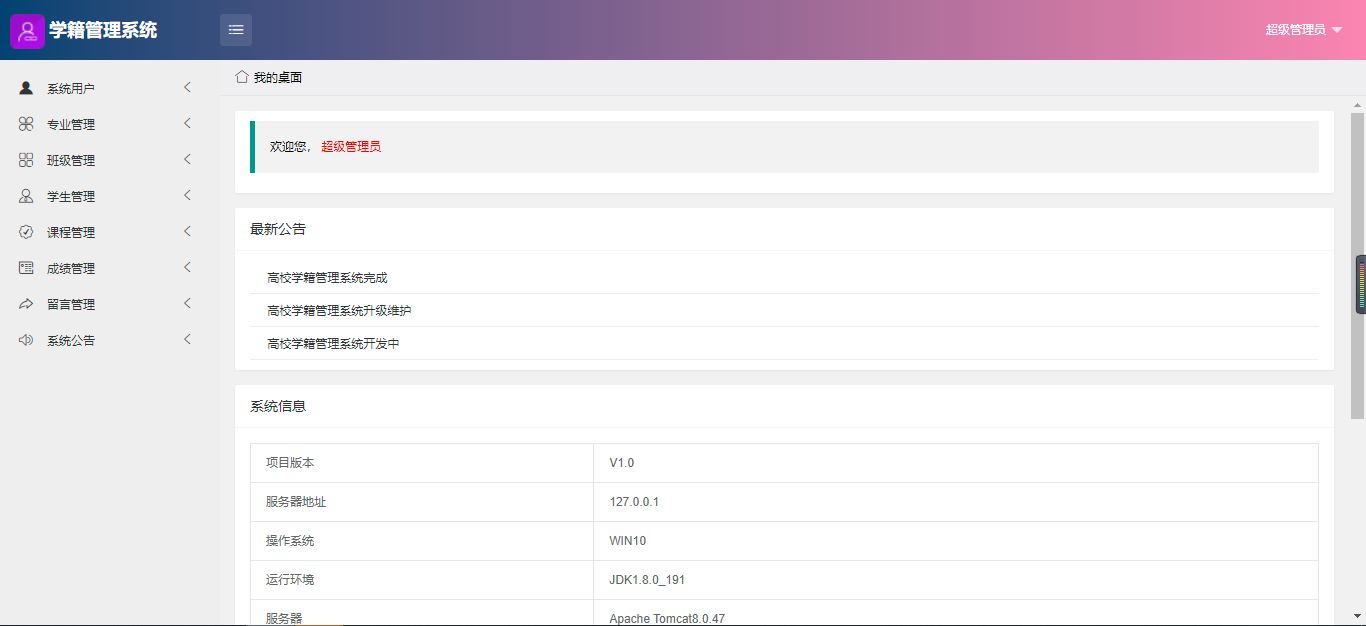 学籍管理系统
超级管理员
系统用户
专业管理
班级管理
学生管理
课程管理
成绩管理
留言管理
系统公告
我的桌面
欢迎您， 超级管理员
最新公告
高校学籍管理系统完成
高校学籍管理系统升级维护
高校学籍管理系统开发中
系统信息
项目版本 V1.0
服务器地址 127.0.0.1
操作系统 WIN10
运行环境 JDK1.8.0_191
服务器 Apache Tomcat8.0.47